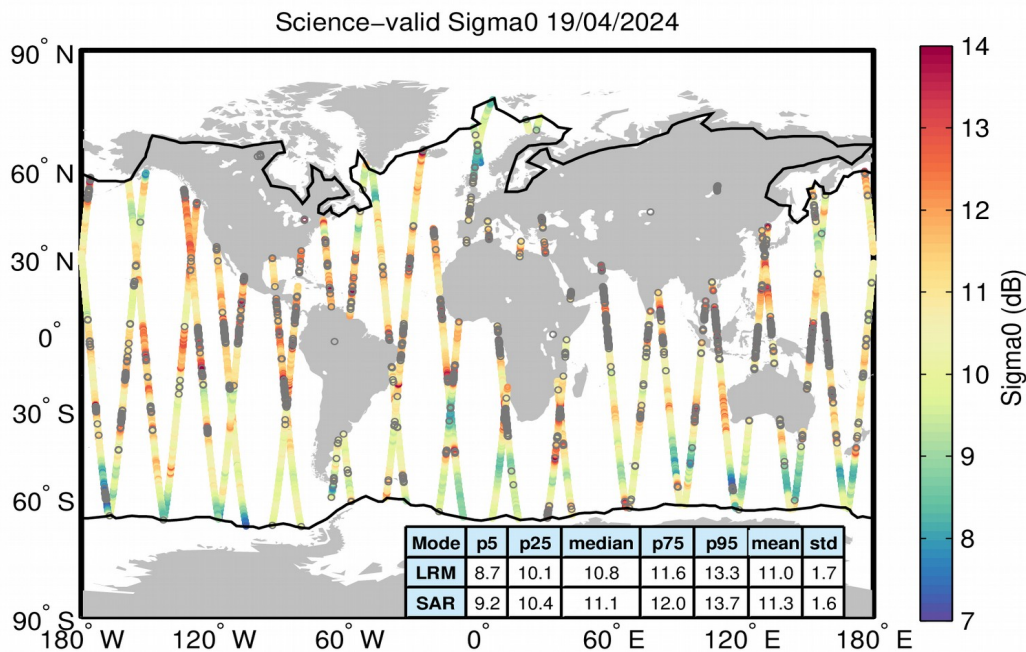 Science−valid Sigma0 19/04/2024
90° N
60° N
30° N
0°
30° S
60° S
90° S
180° W 120° W 60° W 0° 60° E 120° E 180° E
14
13
12
11
10
9
8
7
Sigma0 (dB)
Mode p5 p25 median p75 p95 mean std
LRM 8.7 10.1 10.8 11.6 13.3 11.0 1.7
SAR 9.2 10.4 11.1 12.0 13.7 11.3 1.6